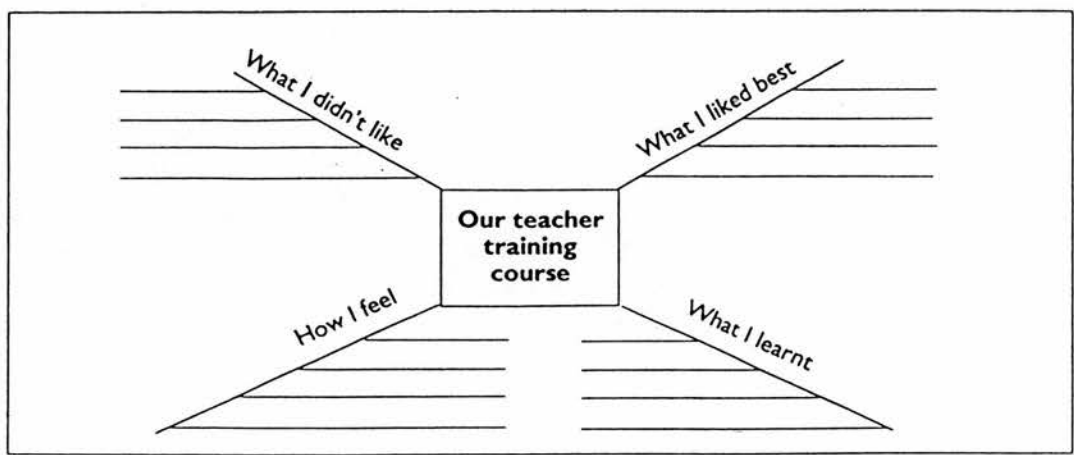 What I didn't like
What I liked best
Our teacher
training
course
How I feel
What I learnt